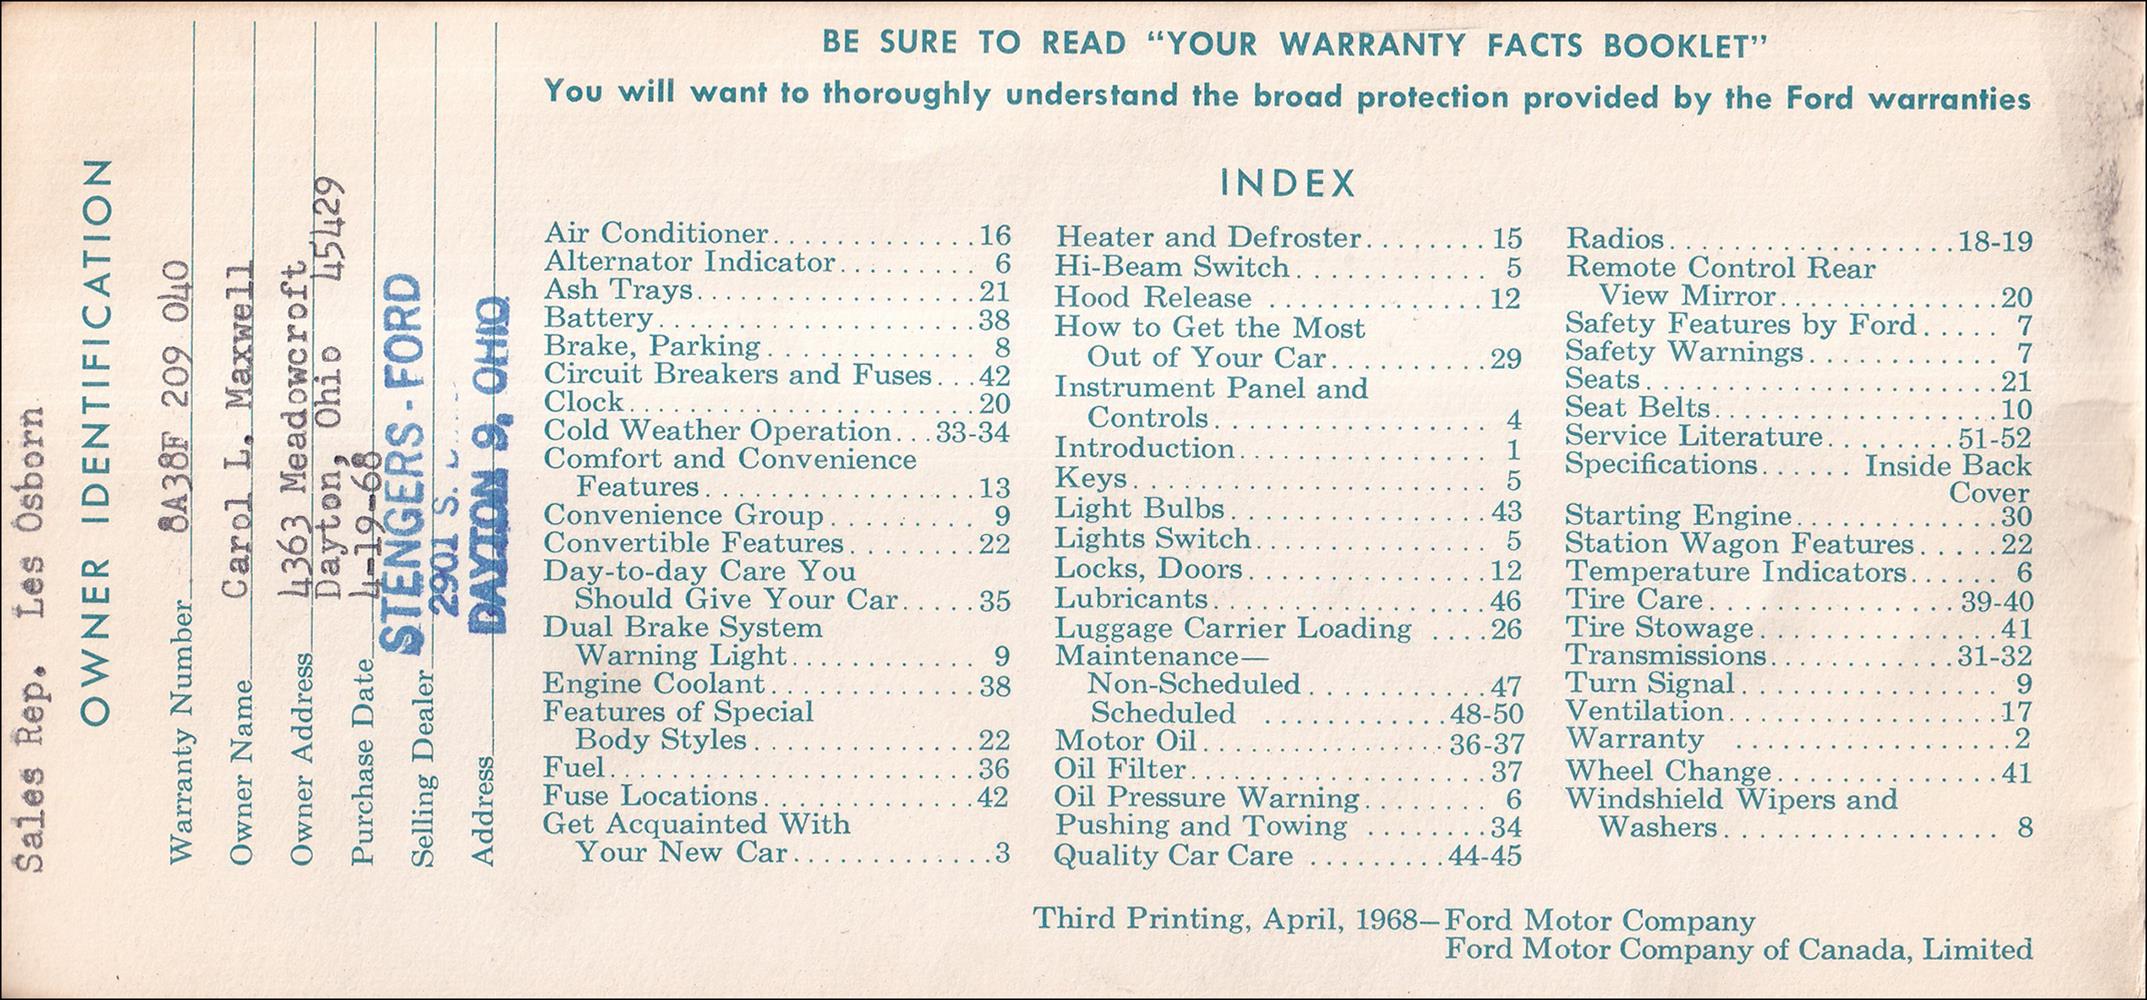 Sales Rep. Les Osborn
OWNER IDENTIFICATION
Warranty Number 8A38F 209 040
Owner Name Carol L. Maxwell
Owner Address 4363 Meadowcroft
Dayton, Ohio 45429
Purchase Date 4-19-68
Selling Dealer STENGERS-FORD
2901 S.
Address DAYTON 9, OHIO
BE SURE TO READ “YOUR WARRANTY FACTS BOOKLET”
You will want to thoroughly understand the broad protection provided by the Ford warranties
INDEX
Air Conditioner.............16
Alternator Indicator.........6
Ash Trays..................21
Battery....................38
Brake, Parking.............8
Circuit Breakers and Fuses...42
Clock.....................20
Cold Weather Operation...33-34
Comfort and Convenience
Features.................13
Convenience Group..........9
Convertible Features........22
Day-to-day Care You
Should Give Your Car.....35
Dual Brake System
Warning Light.............9
Engine Coolant.............38
Features of Special
Body Styles..............22
Fuel......................36
Fuse Locations.............42
Get Acquainted With
Your New Car.............3
Heater and Defroster........15
Hi-Beam Switch............5
Hood Release .............12
How to Get the Most
Out of Your Car..........29
Instrument Panel and
Controls.................4
Introduction...............1
Keys......................5
Light Bulbs................43
Lights Switch..............5
Locks, Doors..............12
Lubricants................46
Luggage Carrier Loading ....26
Maintenance—
Non-Scheduled...........47
Scheduled ...........48-50
Motor Oil...............36-37
Oil Filter..................37
Oil Pressure Warning........6
Pushing and Towing ........34
Quality Car Care .........44-45
Radios..................18-19
Remote Control Rear
View Mirror..............20
Safety Features by Ford.....7
Safety Warnings............7
Seats.....................21
Seat Belts.................10
Service Literature........51-52
Specifications...... Inside Back
Cover
Starting Engine.............30
Station Wagon Features.....22
Temperature Indicators......6
Tire Care...............39-40
Tire Stowage...............41
Transmissions............31-32
Turn Signal................9
Ventilation................17
Warranty .................2
Wheel Change..............41
Windshield Wipers and
Washers.................8
Third Printing, April, 1968—Ford Motor Company
Ford Motor Company of Canada, Limited